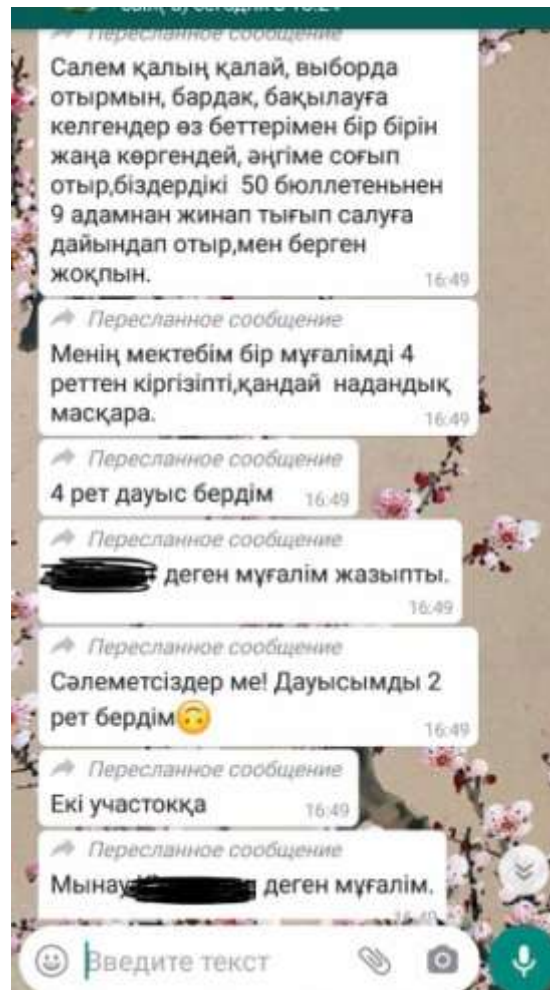 Пересланное сообщение
Салем қалың қалай, выборда
отырмын, бардак, бақылауға
келгендер өз беттерімен бір бірін
жаңа көргендей, әңгіме соғып
отыр,біздердікі 50 бюллетеньнен
9 адамнан жинап тығып салуға
дайындап отыр,мен берген
жоқпын.
16:49
Пересланное сообщение
Менің мектебім бір мұғалімді 4
реттен кіргізіпті,қандай надандық
масқара.
16:49
Пересланное сообщение
4 рет дауыс бердім 16:49
Пересланное сообщение
деген мұғалім жазыпты.
16:49
Пересланное сообщение
Сәлеметсіздер ме! Дауысымды 2
рет бердім🙃
16:49
Пересланное сообщение
Екі участокқа 16:49
Пересланное сообщение
Мынау деген мұғалім.
16:49
Введите текст